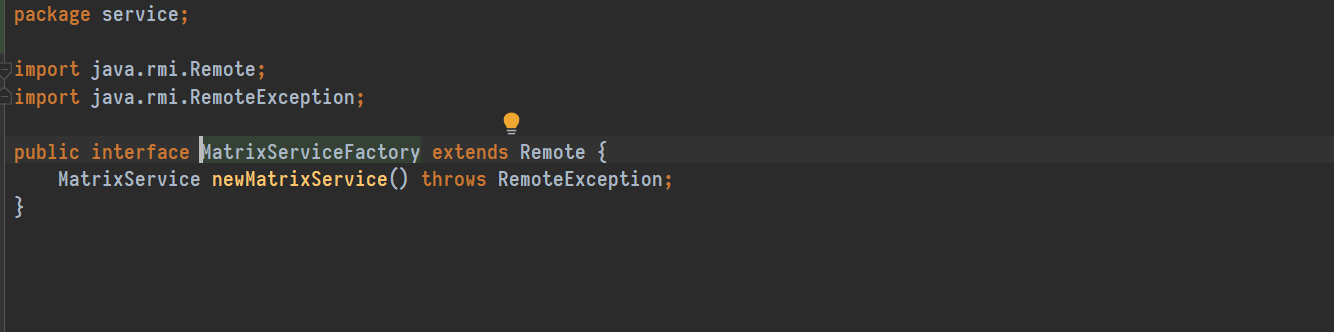 package service;
import java.rmi.Remote;
import java.rmi.RemoteException;
public interface MatrixServiceFactory extends Remote {
    MatrixService newMatrixService() throws RemoteException;
}